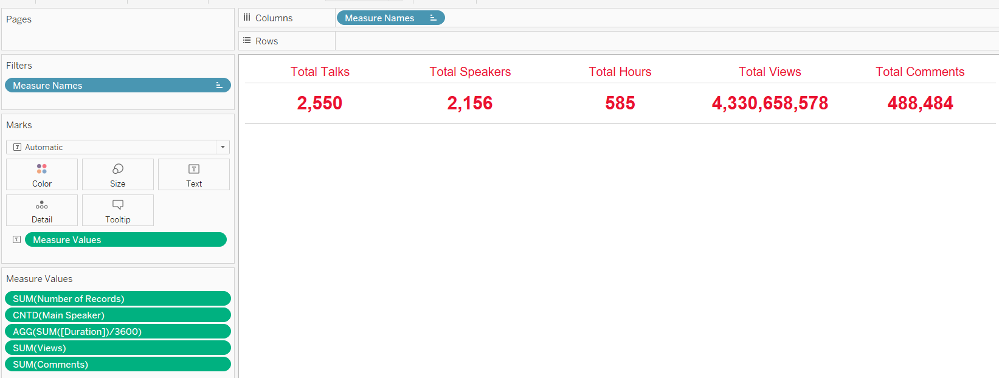 Pages
Filters
Measure Names
Marks
Automatic
Color Size Text
Detail Tooltip
Measure Values
Measure Values
SUM(Number of Records)
CNTD(Main Speaker)
AGG(SUM([Duration])/3600)
SUM(Views)
SUM(Comments)
Columns Measure Names
Rows
Total Talks Total Speakers Total Hours Total Views Total Comments
2,550 2,156 585 4,330,658,578 488,484